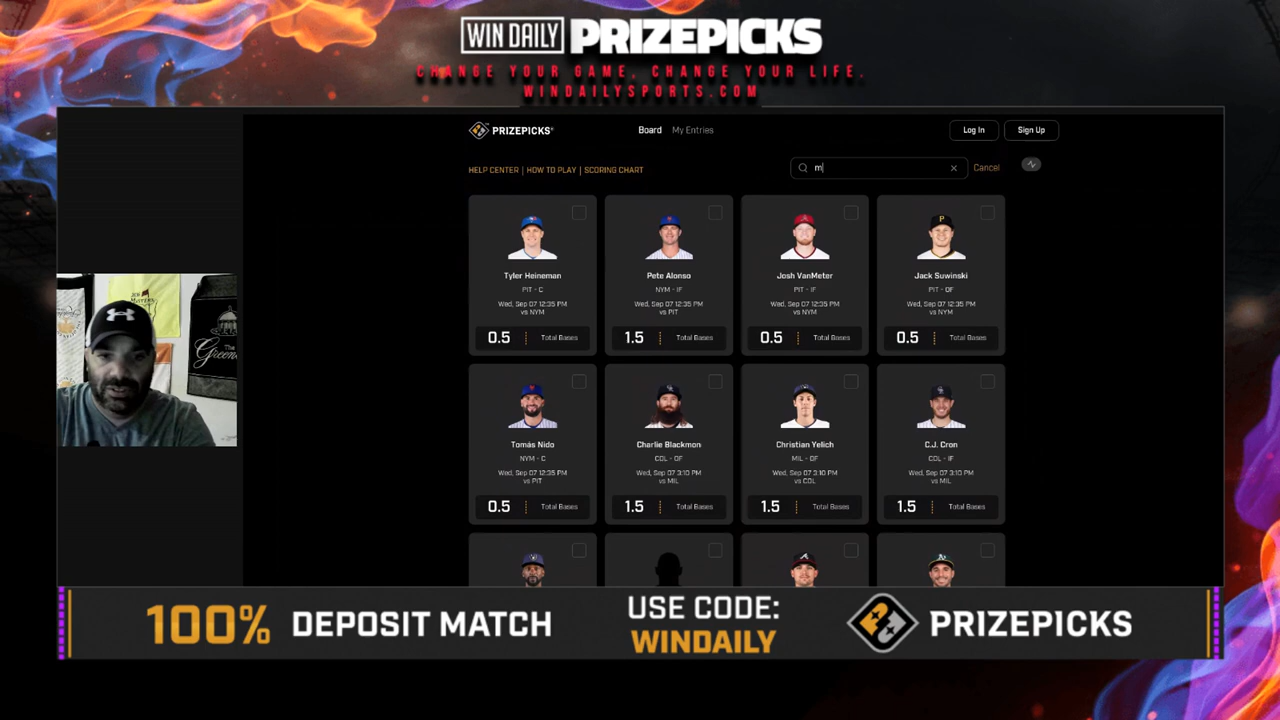 WIN DAILY PRIZEPICKS
CHANGE YOUR GAME, CHANGE YOUR LIFE.
WINDAILYSPORTS.COM
PRIZEPICKS
Board My Entries
Log In Sign Up
HELP CENTER | HOW TO PLAY | SCORING CHART
m
Cancel
Tyler Heineman
PIT - C
Wed, Sep 07 12:35 PM
vs NYM
0.5 Total Bases
Pete Alonso
NYM - IF
Wed, Sep 07 12:35 PM
vs PIT
1.5 Total Bases
Josh VanMeter
PIT - IF
Wed, Sep 07 12:35 PM
vs NYM
0.5 Total Bases
Jack Suwinski
PIT - OF
Wed, Sep 07 12:35 PM
vs NYM
0.5 Total Bases
Tomás Nido
NYM - C
Wed, Sep 07 12:35 PM
vs PIT
0.5 Total Bases
Charlie Blackmon
COL - OF
Wed, Sep 07 3:10 PM
vs MIL
1.5 Total Bases
Christian Yelich
MIL - OF
Wed, Sep 07 3:10 PM
vs COL
1.5 Total Bases
C.J. Cron
COL - IF
Wed, Sep 07 3:10 PM
vs MIL
1.5 Total Bases
100% DEPOSIT MATCH
USE CODE:
WINDAILY
PRIZEPICKS